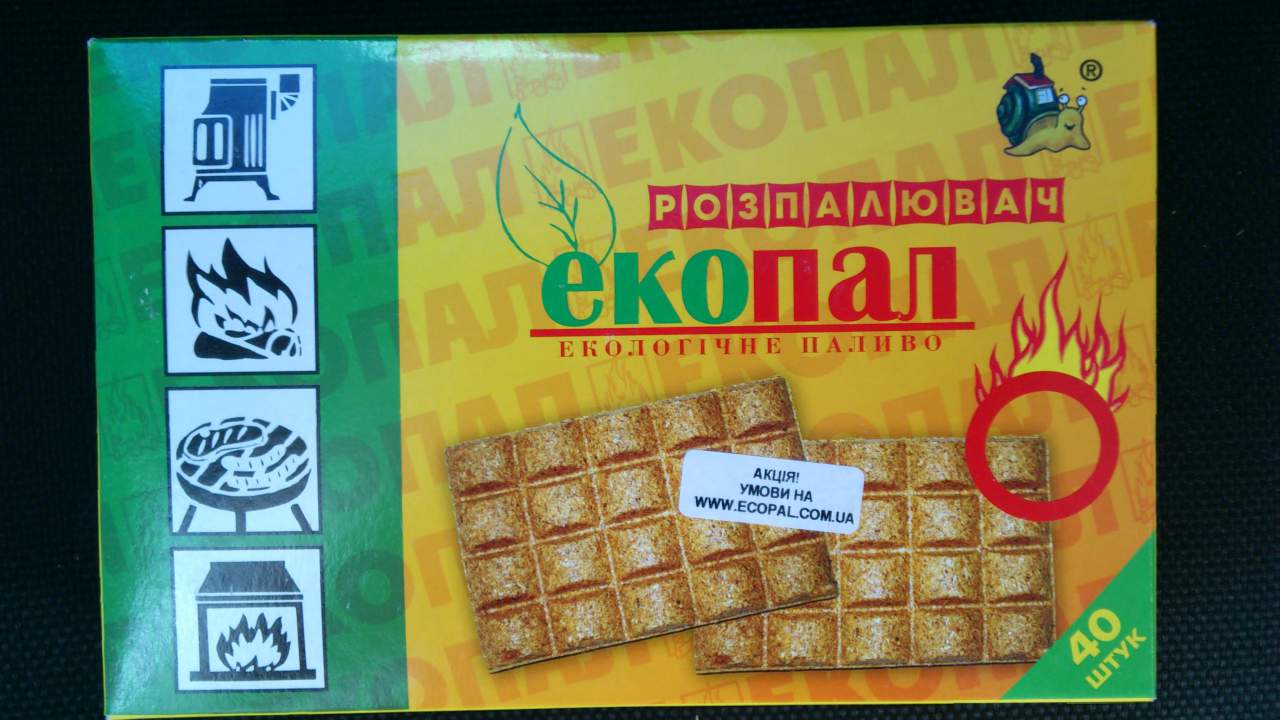 ®
РОЗПАЛЮВАЧ
екопал
ЕКОЛОГІЧНЕ ПАЛИВО
АКЦІЯ!
УМОВИ НА
WWW.ECOPAL.COM.UA
40
ШТУК